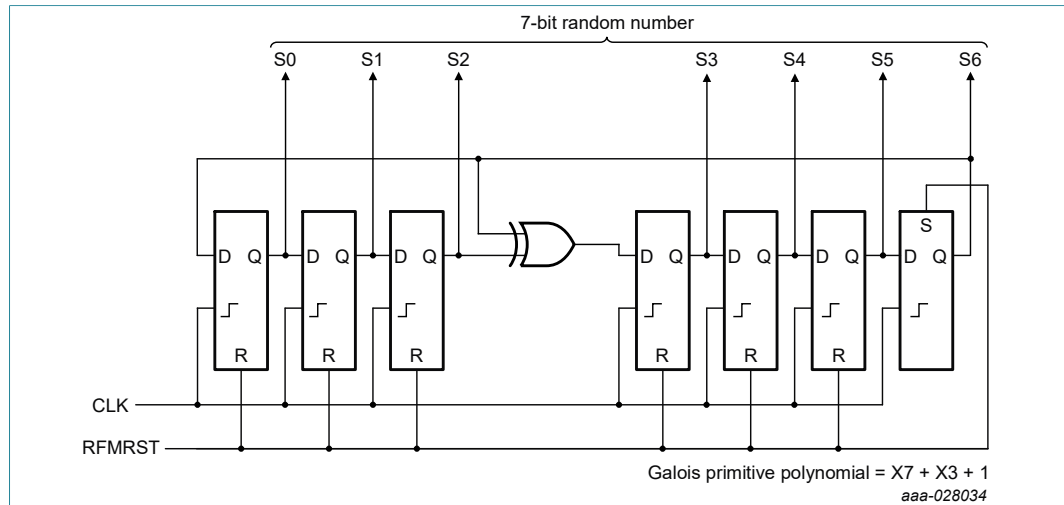 7-bit random number
S0 S1 S2 S3 S4 S5 S6
S
D Q D Q D Q D Q D Q D Q D Q
R R R R R R
CLK
RFMRST
Galois primitive polynomial = X7 + X3 + 1
aaa-028034